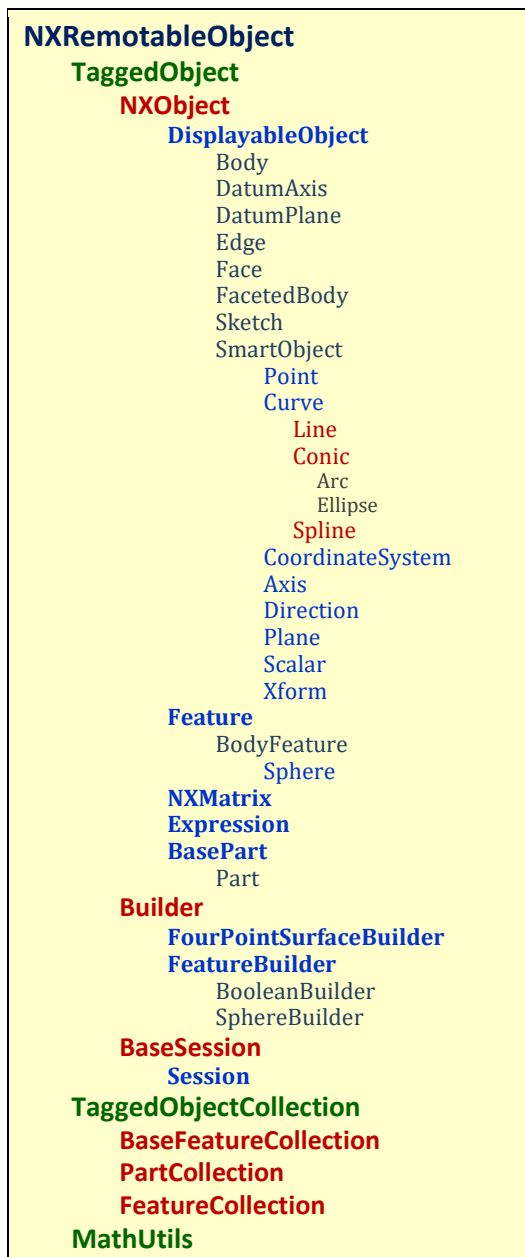 NXRemotableObject
TaggedObject
NXObject
DisplayableObject
Body
DatumAxis
DatumPlane
Edge
Face
FacetedBody
Sketch
SmartObject
Point
Curve
Line
Conic
Arc
Ellipse
Spline
CoordinateSystem
Axis
Direction
Plane
Scalar
Xform
Feature
BodyFeature
Sphere
NXMatrix
Expression
BasePart
Part
Builder
FourPointSurfaceBuilder
FeatureBuilder
BooleanBuilder
SphereBuilder
BaseSession
Session
TaggedObjectCollection
BaseFeatureCollection
PartCollection
FeatureCollection
MathUtils